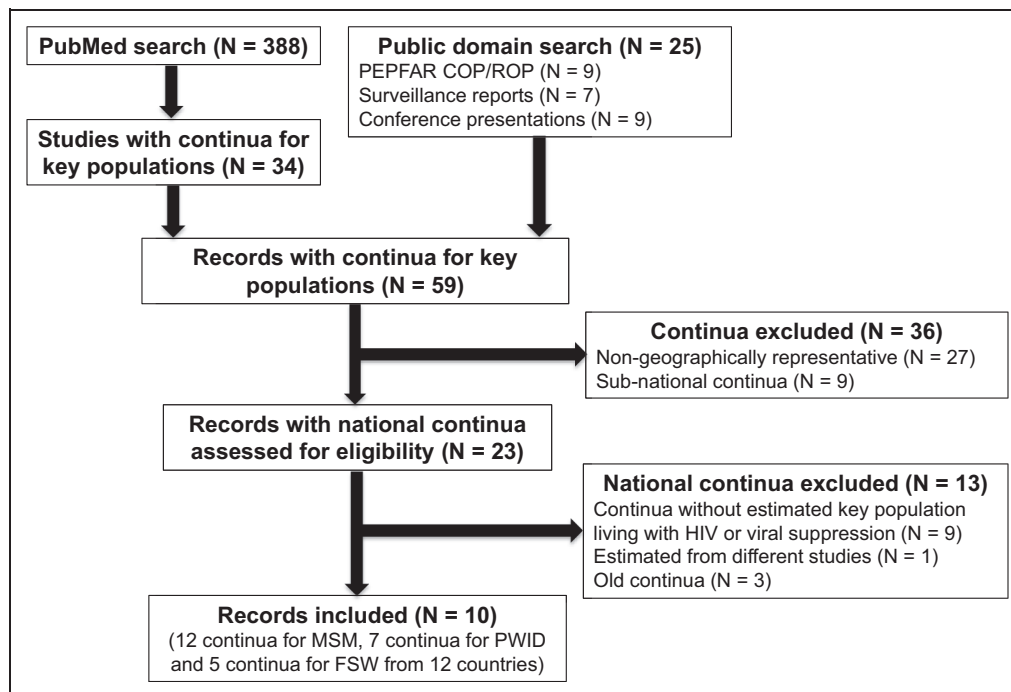 PubMed search (N = 388)
Public domain search (N = 25)
PEPFAR COP/ROP (N = 9)
Surveillance reports (N = 7)
Conference presentations (N = 9)
Studies with continua for
key populations (N = 34)
Records with continua for key
populations (N = 59)
Continua excluded (N = 36)
Non-geographically representative (N = 27)
Sub-national continua (N = 9)
Records with national continua
assessed for eligibility (N = 23)
National continua excluded (N = 13)
Continua without estimated key population
living with HIV or viral suppression (N = 9)
Estimated from different studies (N = 1)
Old continua (N = 3)
Records included (N = 10)
(12 continua for MSM, 7 continua for PWID
and 5 continua for FSW from 12 countries)